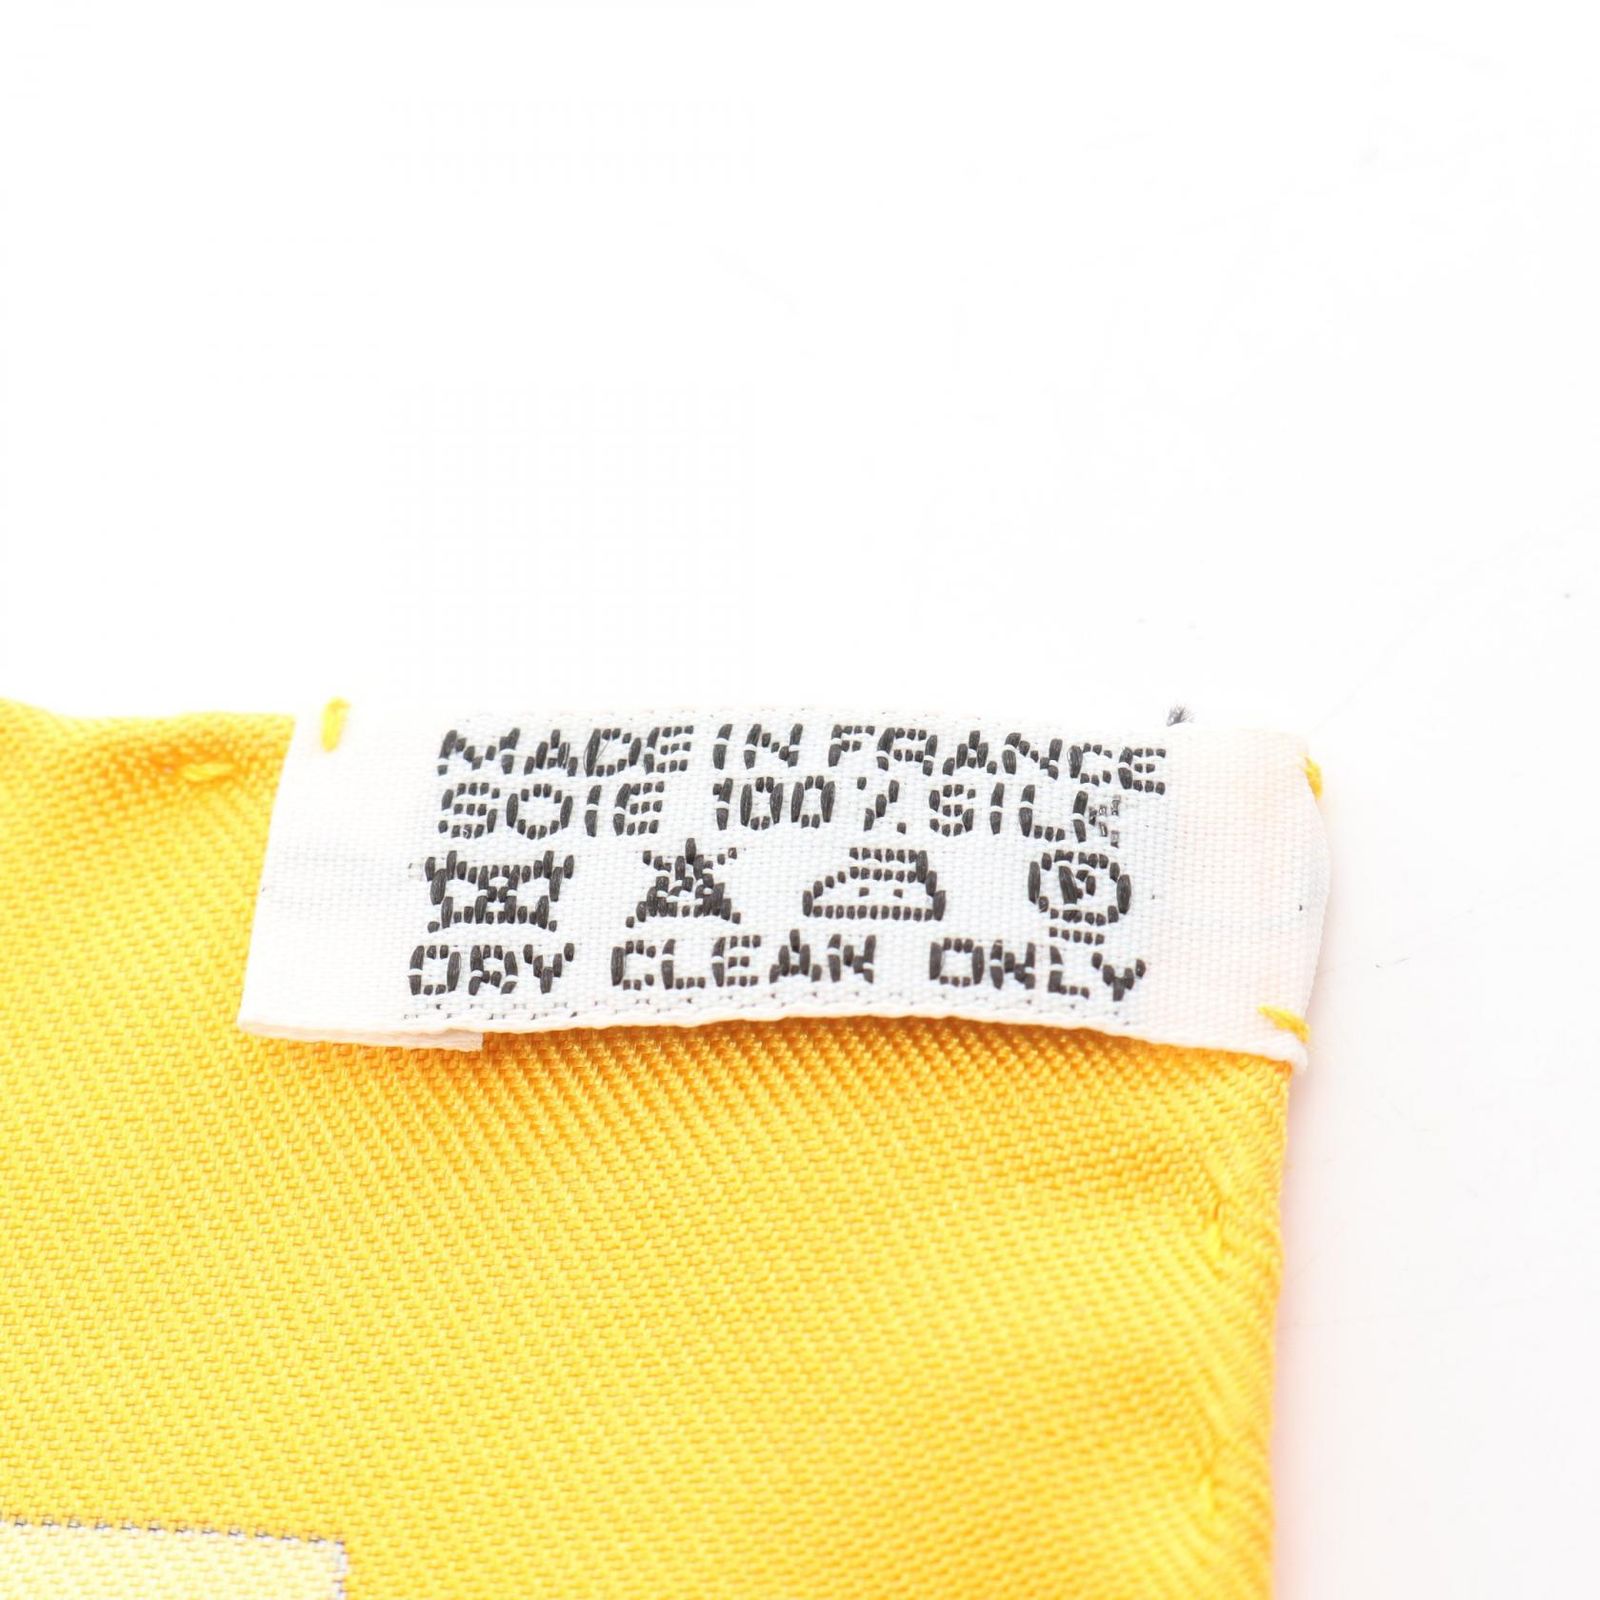 MADE IN FRANCE
SOIE 100% SILK
P
DRY CLEAN ONLY